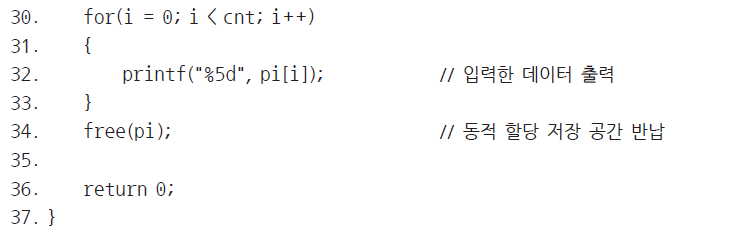 30.    for(i = 0; i < cnt; i++)
31.    {
32.        printf("%5d", pi[i]);            // 입력한 데이터 출력
33.    }
34.    free(pi);                            // 동적 할당 저장 공간 반납
35.
36.    return 0;
37. }